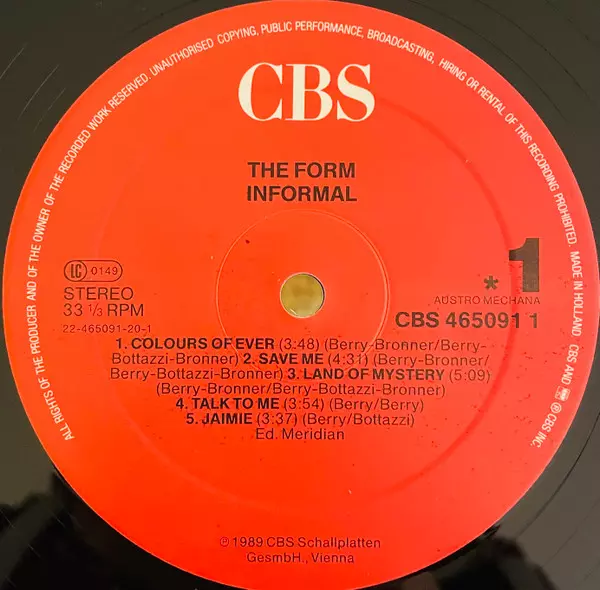 ALL RIGHTS OF THE PRODUCER AND OF THE OWNER OF THE RECORDED WORK RESERVED. UNAUTHORISED COPYING, PUBLIC PERFORMANCE, BROADCASTING, HIRING OR RENTAL OF THIS RECORDING PROHIBITED. MADE IN HOLLAND CBS AND ℗ CBS INC.
CBS
THE FORM
INFORMAL
LC 0149
STEREO
33 1/3 RPM
22-465091-20-1
* 1
AUSTRO MECHANA
CBS 465091 1
1. COLOURS OF EVER (3:48) (Berry-Bronner/Berry-
Bottazzi-Bronner) 2. SAVE ME (4:31) (Berry-Bronner/
Berry-Bottazzi-Bronner) 3. LAND OF MYSTERY (5:09)
(Berry-Bronner/Berry-Bottazzi-Bronner)
4. TALK TO ME (3:54) (Berry/Berry)
5. JAIMIE (3:37) (Berry/Bottazzi)
Ed. Meridian
℗ 1989 CBS Schallplatten
GesmbH., Vienna